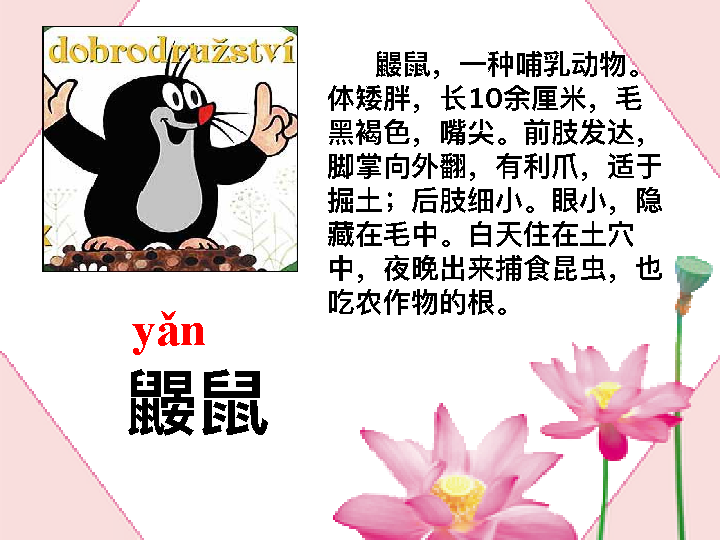 dobrodružství
鼹鼠，一种哺乳动物。
体矮胖，长10余厘米，毛
黑褐色，嘴尖。前肢发达，
脚掌向外翻，有利爪，适于
掘土；后肢细小。眼小，隐
藏在毛中。白天住在土穴
中，夜晚出来捕食昆虫，也
吃农作物的根。
yǎn
鼹鼠